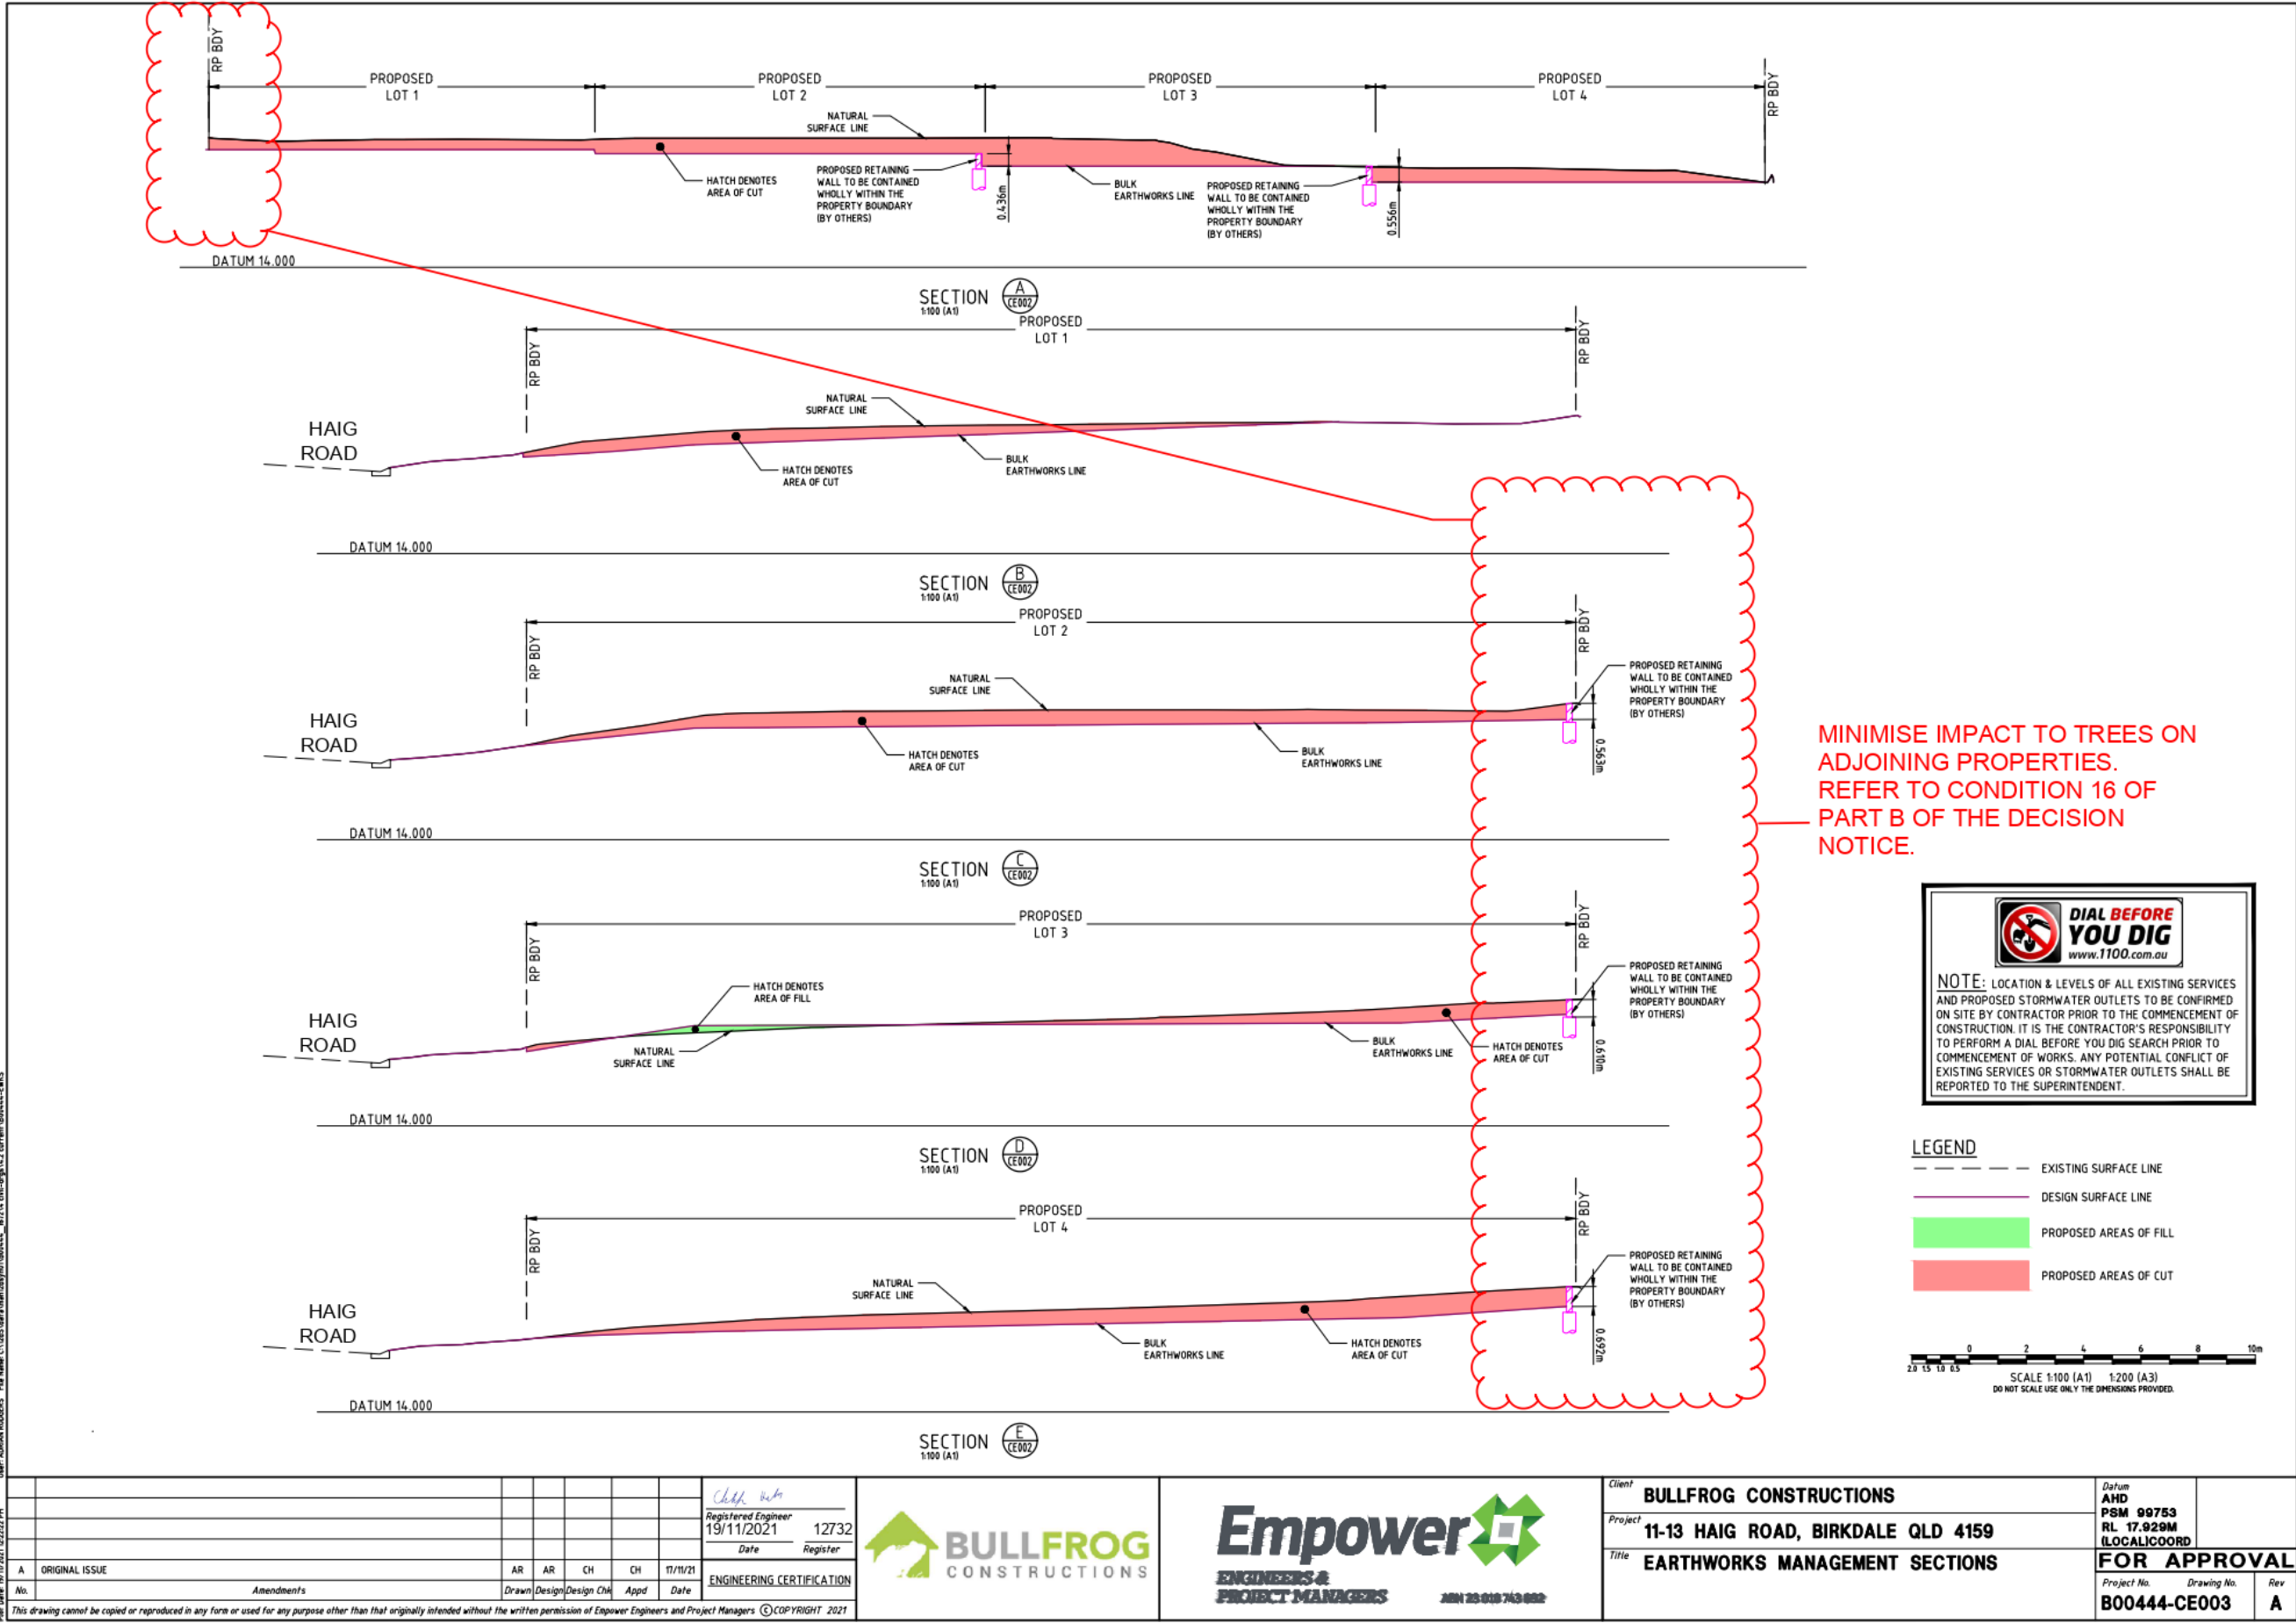 RP BDY
PROPOSED
LOT 1
PROPOSED
LOT 2
PROPOSED
LOT 3
PROPOSED
LOT 4
RP BDY
NATURAL
SURFACE LINE
HATCH DENOTES
AREA OF CUT
PROPOSED RETAINING
WALL TO BE CONTAINED
WHOLLY WITHIN THE
PROPERTY BOUNDARY
(BY OTHERS)
0.436m
BULK
EARTHWORKS LINE
PROPOSED RETAINING
WALL TO BE CONTAINED
WHOLLY WITHIN THE
PROPERTY BOUNDARY
(BY OTHERS)
0.556m
DATUM 14.000
SECTION A
1:100 (A1) CE002
PROPOSED
LOT 1
RP BDY
RP BDY
NATURAL
SURFACE LINE
HAIG
ROAD
HATCH DENOTES
AREA OF CUT
BULK
EARTHWORKS LINE
DATUM 14.000
SECTION B
1:100 (A1) CE002
PROPOSED
LOT 2
RP BDY
RP BDY
NATURAL
SURFACE LINE
PROPOSED RETAINING
WALL TO BE CONTAINED
WHOLLY WITHIN THE
PROPERTY BOUNDARY
(BY OTHERS)
HAIG
ROAD
HATCH DENOTES
AREA OF CUT
BULK
EARTHWORKS LINE
0.563m
DATUM 14.000
SECTION C
1:100 (A1) CE002
MINIMISE IMPACT TO TREES ON
ADJOINING PROPERTIES.
REFER TO CONDITION 16 OF
PART B OF THE DECISION
NOTICE.
PROPOSED
LOT 3
RP BDY
RP BDY
HATCH DENOTES
AREA OF FILL
PROPOSED RETAINING
WALL TO BE CONTAINED
WHOLLY WITHIN THE
PROPERTY BOUNDARY
(BY OTHERS)
HAIG
ROAD
NATURAL
SURFACE LINE
BULK
EARTHWORKS LINE
HATCH DENOTES
AREA OF CUT
0.610m
DATUM 14.000
SECTION D
1:100 (A1) CE002
PROPOSED
LOT 4
RP BDY
RP BDY
NATURAL
SURFACE LINE
PROPOSED RETAINING
WALL TO BE CONTAINED
WHOLLY WITHIN THE
PROPERTY BOUNDARY
(BY OTHERS)
HAIG
ROAD
BULK
EARTHWORKS LINE
HATCH DENOTES
AREA OF CUT
0.692m
DATUM 14.000
SECTION E
1:100 (A1) CE002
DIAL BEFORE
YOU DIG
www.1100.com.au
NOTE: LOCATION & LEVELS OF ALL EXISTING SERVICES
AND PROPOSED STORMWATER OUTLETS TO BE CONFIRMED
ON SITE BY CONTRACTOR PRIOR TO THE COMMENCEMENT OF
CONSTRUCTION. IT IS THE CONTRACTOR'S RESPONSIBILITY
TO PERFORM A DIAL BEFORE YOU DIG SEARCH PRIOR TO
COMMENCEMENT OF WORKS. ANY POTENTIAL CONFLICT OF
EXISTING SERVICES OR STORMWATER OUTLETS SHALL BE
REPORTED TO THE SUPERINTENDENT.
LEGEND
EXISTING SURFACE LINE
DESIGN SURFACE LINE
PROPOSED AREAS OF FILL
PROPOSED AREAS OF CUT
0 2 4 6 8 10m
2.0 1.5 1.0 0.5
SCALE 1:100 (A1) 1:200 (A3)
DO NOT SCALE USE ONLY THE DIMENSIONS PROVIDED.
A ORIGINAL ISSUE AR AR CH CH 17/11/21
No. Amendments Drawn Design Design Chk Appd Date
Registered Engineer
19/11/2021 12732
Date Register
ENGINEERING CERTIFICATION
This drawing cannot be copied or reproduced in any form or used for any purpose other than that originally intended without the written permission of Empower Engineers and Project Managers © COPYRIGHT 2021
BULLFROG
CONSTRUCTIONS
Empower
ENGINEERS &
PROJECT MANAGERS
Client BULLFROG CONSTRUCTIONS
Project 11-13 HAIG ROAD, BIRKDALE QLD 4159
Title EARTHWORKS MANAGEMENT SECTIONS
Datum
AHD
PSM 99753
RL 17.929M
(LOCAL)COORD
FOR APPROVAL
Project No. Drawing No. Rev
B00444-CE003 A